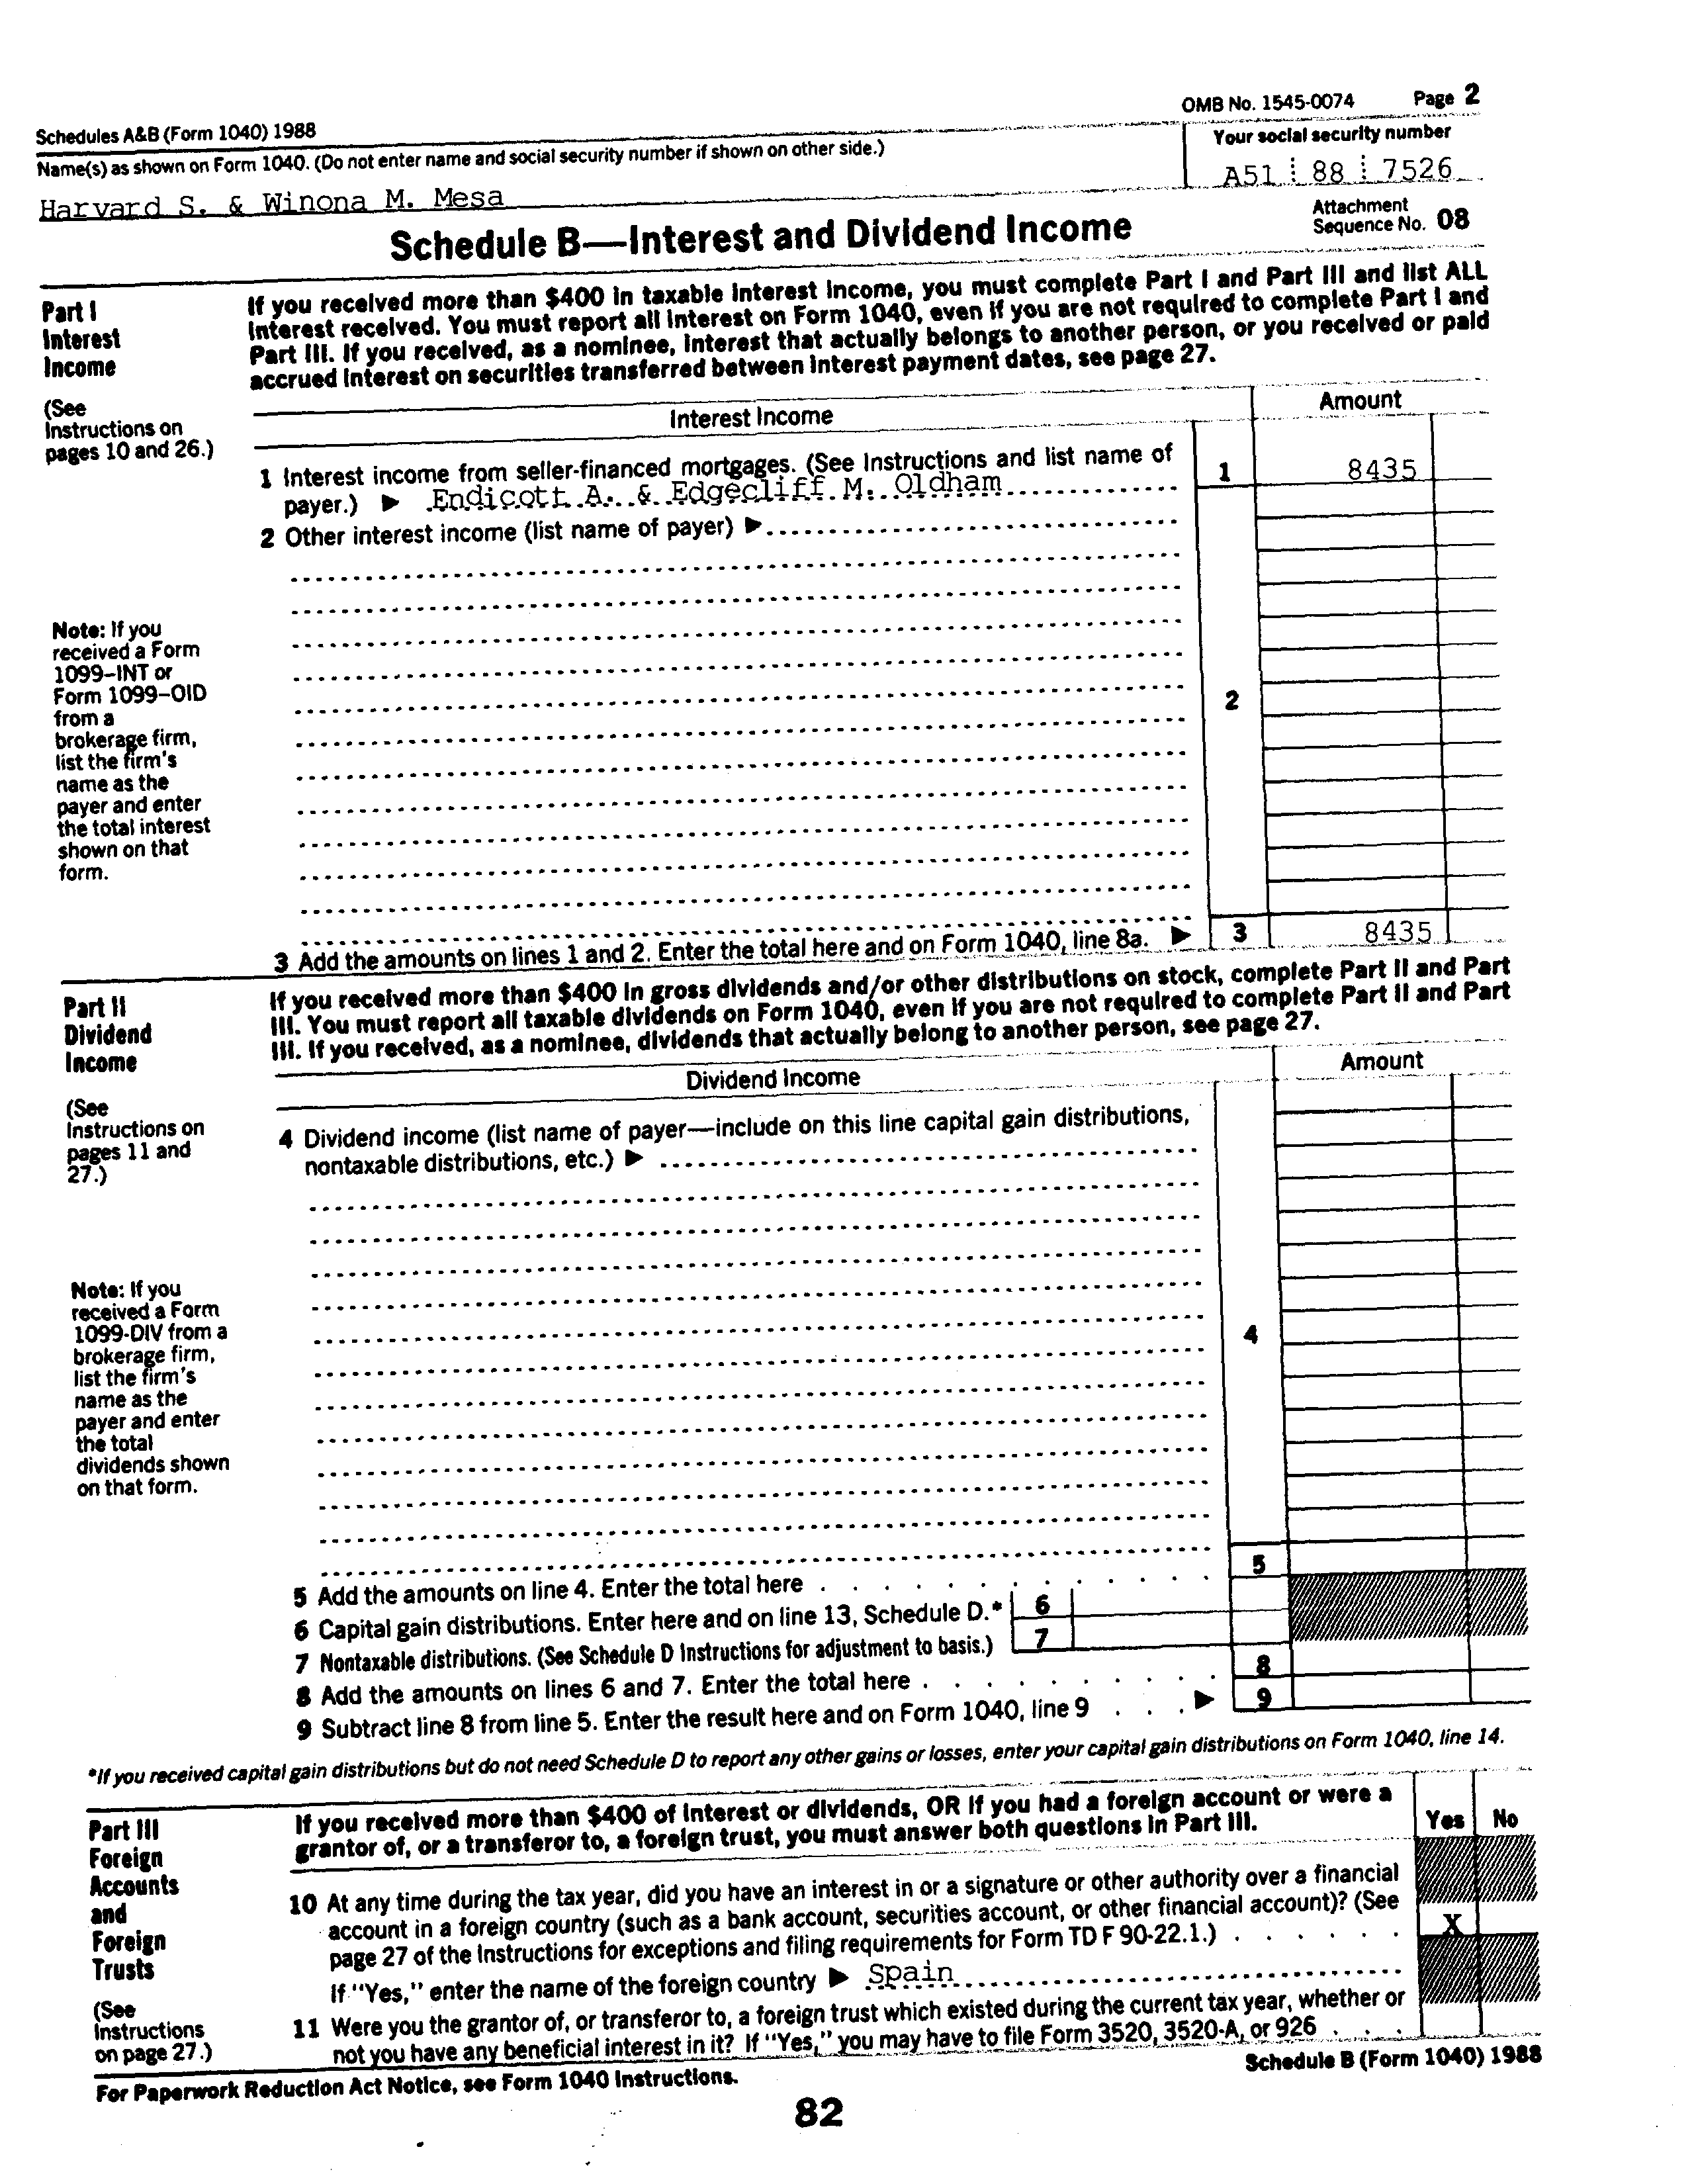 Schedules A&B (Form 1040) 1988
OMB No. 1545-0074 Page 2
Name(s) as shown on Form 1040. (Do not enter name and social security number if shown on other side.)
Your social security number
Harvard S. & Winona M. Mesa
A51 88 7526
Schedule B—Interest and Dividend Income
Attachment
Sequence No. 08
Part I
Interest
Income
(See
Instructions on
pages 10 and 26.)
If you received more than $400 in taxable interest income, you must complete Part I and Part III and list ALL
interest received. You must report all interest on Form 1040, even if you are not required to complete Part I and
Part III. If you received, as a nominee, interest that actually belongs to another person, or you received or paid
accrued interest on securities transferred between interest payment dates, see page 27.
Interest Income
Amount
1 Interest income from seller-financed mortgages. (See Instructions and list name of
payer.) ▶ Endicott A. & Edgecliff M. Oldham
1 8435
2 Other interest income (list name of payer) ▶
Note: If you
received a Form
1099–INT or
Form 1099–OID
from a
brokerage firm,
list the firm's
name as the
payer and enter
the total interest
shown on that
form.
2
3 Add the amounts on lines 1 and 2. Enter the total here and on Form 1040, line 8a. ▶ 3 8435
Part II
Dividend
Income
(See
Instructions on
pages 11 and
27.)
If you received more than $400 in gross dividends and/or other distributions on stock, complete Part II and Part
III. You must report all taxable dividends on Form 1040, even if you are not required to complete Part II and Part
III. If you received, as a nominee, dividends that actually belong to another person, see page 27.
Dividend Income
Amount
4 Dividend income (list name of payer—include on this line capital gain distributions,
nontaxable distributions, etc.) ▶
Note: If you
received a Form
1099-DIV from a
brokerage firm,
list the firm's
name as the
payer and enter
the total
dividends shown
on that form.
4
5 Add the amounts on line 4. Enter the total here . . . . . . . . . . . . 5
6 Capital gain distributions. Enter here and on line 13, Schedule D.* 6
7 Nontaxable distributions. (See Schedule D Instructions for adjustment to basis.) 7
8 Add the amounts on lines 6 and 7. Enter the total here . . . . . . . . . 8
9 Subtract line 8 from line 5. Enter the result here and on Form 1040, line 9 . . . ▶ 9
*If you received capital gain distributions but do not need Schedule D to report any other gains or losses, enter your capital gain distributions on Form 1040, line 14.
Part III
Foreign
Accounts
and
Foreign
Trusts
(See
Instructions
on page 27.)
If you received more than $400 of interest or dividends, OR if you had a foreign account or were a
grantor of, or a transferor to, a foreign trust, you must answer both questions in Part III.
Yes No
10 At any time during the tax year, did you have an interest in or a signature or other authority over a financial
account in a foreign country (such as a bank account, securities account, or other financial account)? (See
page 27 of the Instructions for exceptions and filing requirements for Form TD F 90-22.1.) . . . . . . X
If "Yes," enter the name of the foreign country ▶ Spain
11 Were you the grantor of, or transferor to, a foreign trust which existed during the current tax year, whether or
not you have any beneficial interest in it? If "Yes," you may have to file Form 3520, 3520-A, or 926 . . .
For Paperwork Reduction Act Notice, see Form 1040 Instructions.
Schedule B (Form 1040) 1988
82